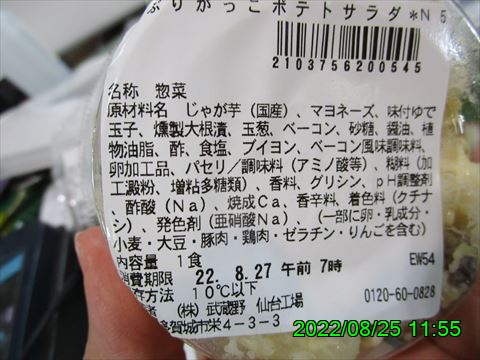 ぶりがっこポテトサラダ*N 5
2103756200545
名称 惣菜
原材料名 じゃが芋（国産）、マヨネーズ、味付ゆで
玉子、燻製大根漬、玉葱、ベーコン、砂糖、醤油、植
物油脂、酢、食塩、ブイヨン、ベーコン風味調味料、
卵加工品、パセリ／調味料（アミノ酸等）、糊料（加
工澱粉、増粘多糖類）、香料、グリシン、pH調整剤
、酢酸（Na）、焼成Ca、香辛料、着色料（クチナ
シ）、発色剤（亜硝酸Na）、（一部に卵・乳成分・
小麦・大豆・豚肉・鶏肉・ゼラチン・りんごを含む）
内容量 1食
消費期限 22. 8.27 午前 7時
保存方法 10℃以下 EW54
者 （株）武蔵野 仙台工場 0120-60-0828
賀城市栄4-3-3
2022/08/25 11:55